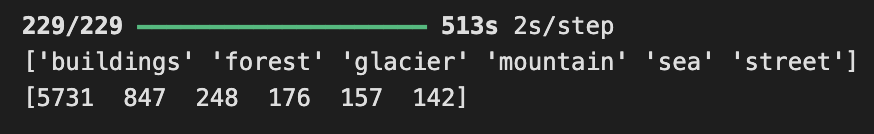 229/229 ━━━━━━━━━━━━━━━━━━━━ 513s 2s/step
['buildings' 'forest' 'glacier' 'mountain' 'sea' 'street']
[5731  847  248  176  157  142]